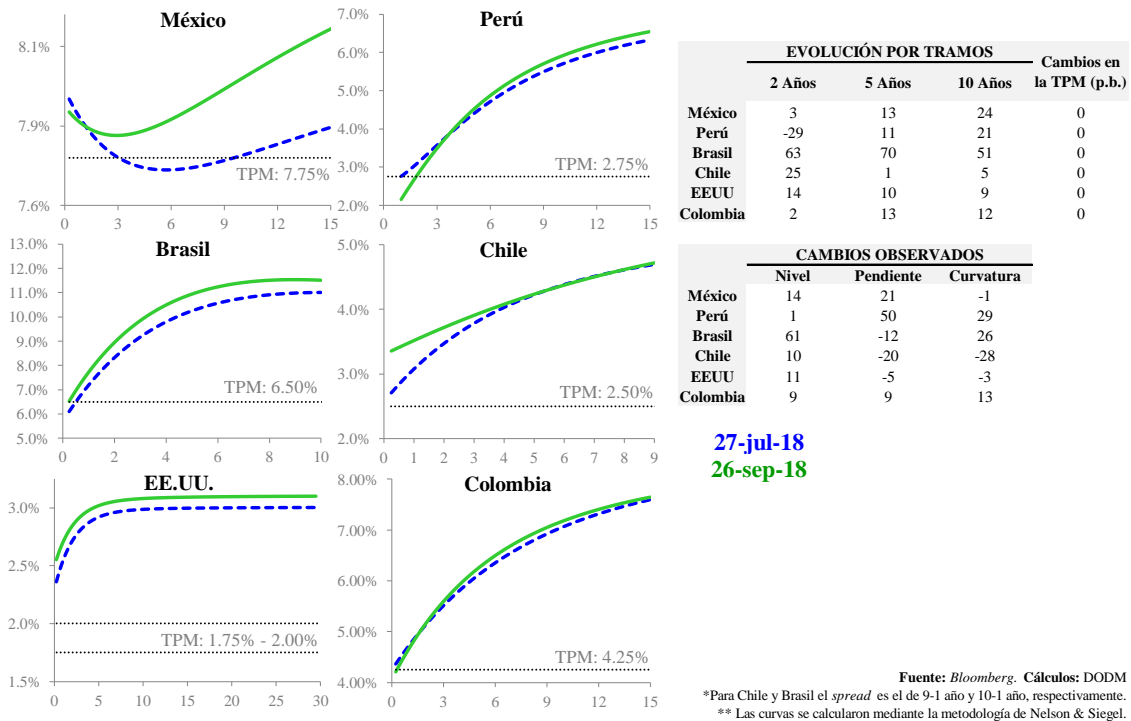 México
8.1%
7.9%
7.6%
TPM: 7.75%
0 3 6 9 12 15
Perú
7.0%
6.0%
5.0%
4.0%
3.0%
2.0%
TPM: 2.75%
0 3 6 9 12 15
Brasil
13.0%
12.0%
11.0%
10.0%
9.0%
8.0%
7.0%
6.0%
5.0%
TPM: 6.50%
0 2 4 6 8 10
Chile
5.0%
4.0%
3.0%
2.0%
TPM: 2.50%
0 1 2 3 4 5 6 7 8 9
EE.UU.
3.0%
2.5%
2.0%
1.5%
TPM: 1.75% - 2.00%
0 5 10 15 20 25 30
Colombia
8.00%
7.00%
6.00%
5.00%
4.00%
TPM: 4.25%
0 3 6 9 12 15
EVOLUCIÓN POR TRAMOS
Cambios en
la TPM (p.b.)
2 Años 5 Años 10 Años
México 3 13 24 0
Perú -29 11 21 0
Brasil 63 70 51 0
Chile 25 1 5 0
EEUU 14 10 9 0
Colombia 2 13 12 0
CAMBIOS OBSERVADOS
Nivel Pendiente Curvatura
México 14 21 -1
Perú 1 50 29
Brasil 61 -12 26
Chile 10 -20 -28
EEUU 11 -5 -3
Colombia 9 9 13
27-jul-18
26-sep-18
Fuente: Bloomberg. Cálculos: DODM
*Para Chile y Brasil el spread es el de 9-1 año y 10-1 año, respectivamente.
** Las curvas se calcularon mediante la metodología de Nelson & Siegel.